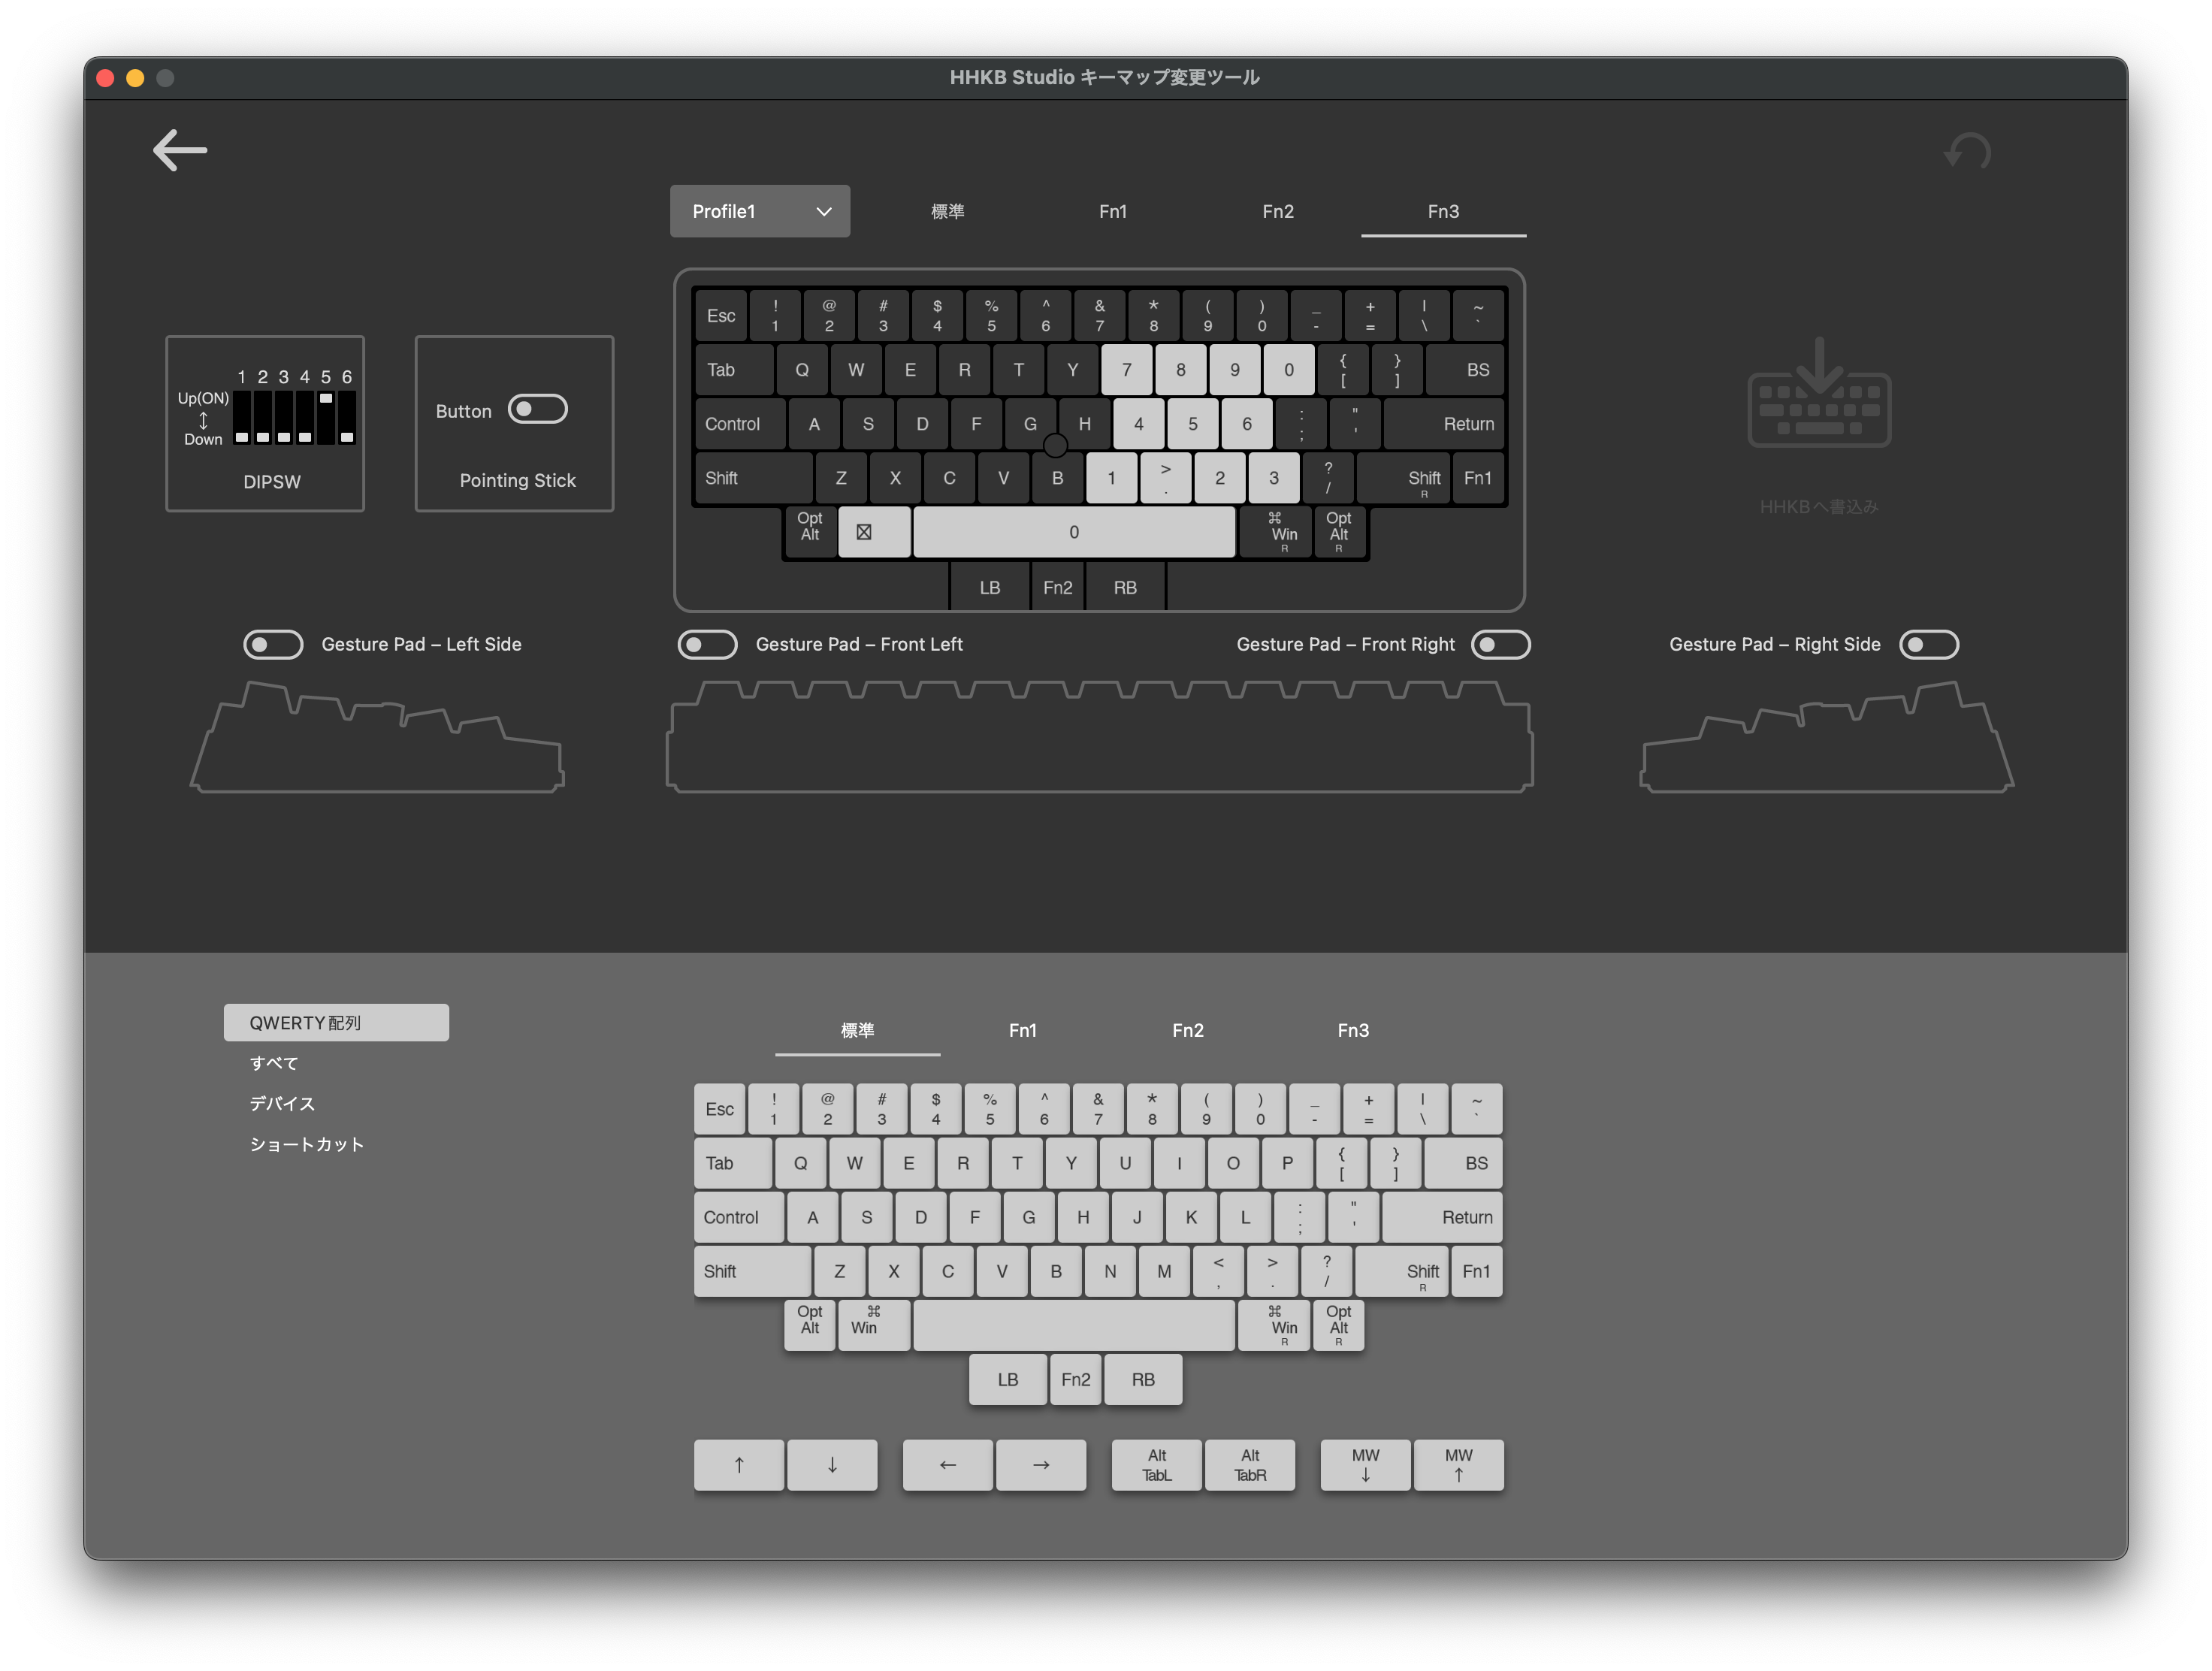 HHKB Studio キーマップ変更ツール
Profile1 標準 Fn1 Fn2 Fn3
Esc ! 1 @ 2 # 3 $ 4 % 5 ^ 6 & 7 * 8 ( 9 ) 0 _ - + = | \ ~ `
Tab Q W E R T Y 7 8 9 0 { [ } ] BS
Control A S D F G H 4 5 6 : ; " ' Return
Shift Z X C V B 1 > . 2 3 ? / Shift R Fn1
Opt Alt 0 ⌘ Win R Opt Alt R
LB Fn2 RB
1 2 3 4 5 6
Up(ON)
↕
Down
DIPSW
Button
Pointing Stick
HHKBへ書込み
Gesture Pad – Left Side
Gesture Pad – Front Left
Gesture Pad – Front Right
Gesture Pad – Right Side
QWERTY配列
すべて
デバイス
ショートカット
標準 Fn1 Fn2 Fn3
Esc ! 1 @ 2 # 3 $ 4 % 5 ^ 6 & 7 * 8 ( 9 ) 0 _ - + = | \ ~ `
Tab Q W E R T Y U I O P { [ } ] BS
Control A S D F G H J K L : ; " ' Return
Shift Z X C V B N M < , > . ? / Shift R Fn1
Opt Alt ⌘ Win ⌘ Win R Opt Alt R
LB Fn2 RB
↑ ↓ ← → Alt TabL Alt TabR MW ↓ MW ↑